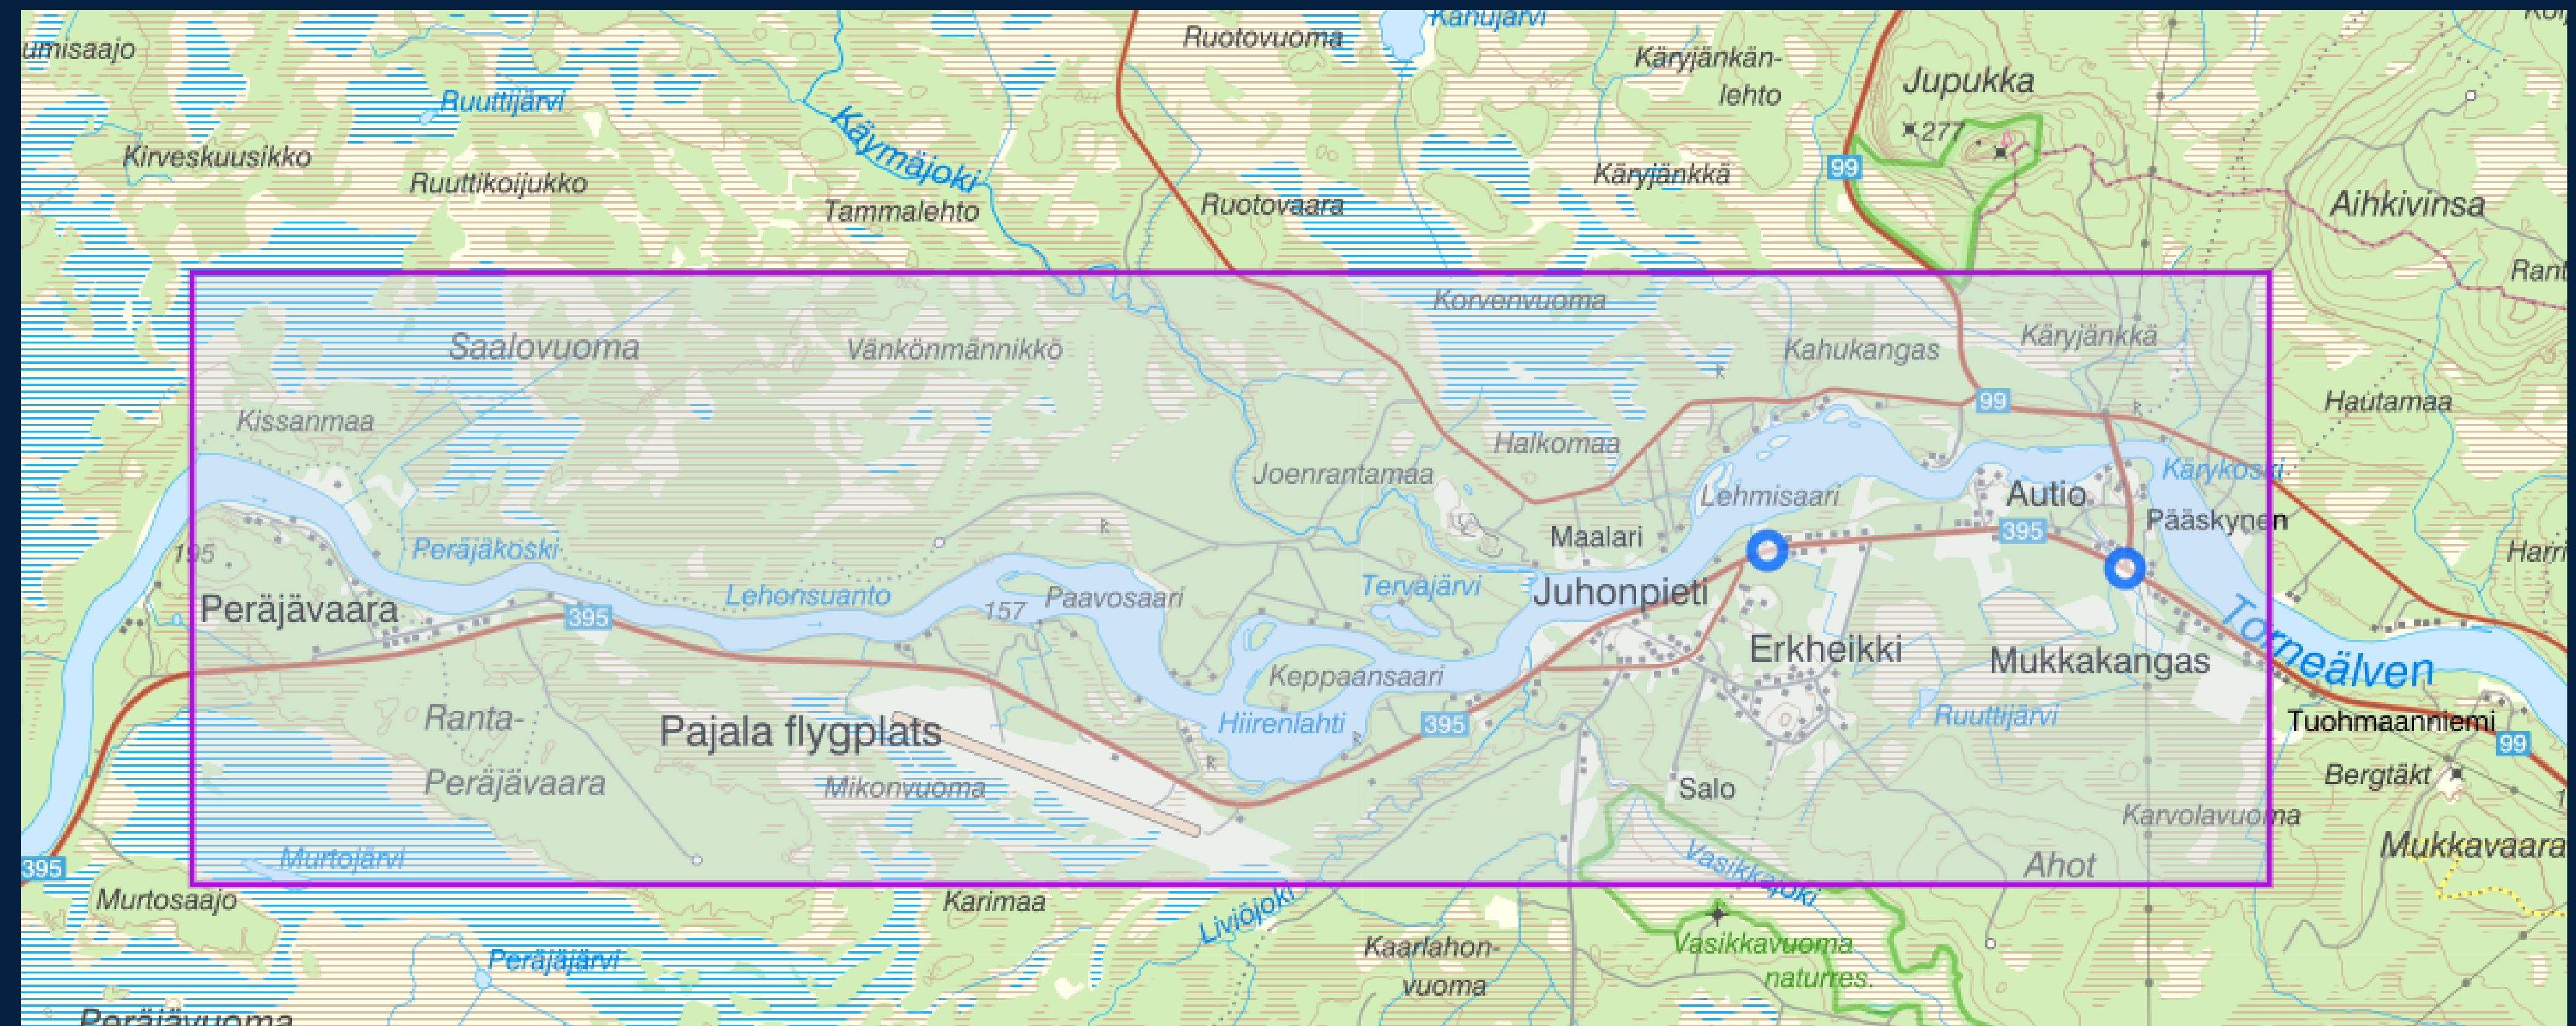 Kahujärvi
Ruotovuoma
umisaajo
Käryjänkän-
lehto
Jupukka
277
Ruuttijärvi
Käymäjoki
Kirveskuusikko
Ruuttikoijukko
Tammalehto
Ruotovaara
Käryjänkkä
99
Aihkivinsa
Rant
Korvenvuoma
Saalovuoma
Vänkönmännikkö
Kahukangas
Käryjänkkä
99
Hautamaa
Kissanmaa
Halkomaa
Joenrantamaa
Kärykoski
Lehmisaari
Autio
Pääskynen
395
Maalari
Harri
195
Peräjäkoski
Tervajärvi
Juhonpieti
Lehonsuanto
157
Paavosaari
Peräjävaara
395
Torneälven
Erkheikki
Mukkakangas
Keppaansaari
Ranta-
Peräjävaara
Pajala flygplats
Hiirenlahti
395
Ruuttijärvi
Tuohmaanniemi
99
Mikonvuoma
Salo
Bergtäkt
Karvolavuoma
Mukkavaara
Murtojärvi
395
Vasikkajoki
Ahot
Murtosaajo
Karimaa
Liviöjoki
Kaarlahon-
vuoma
Vasikkavuoma
naturres.
Peräjäjärvi
Peräjävuoma